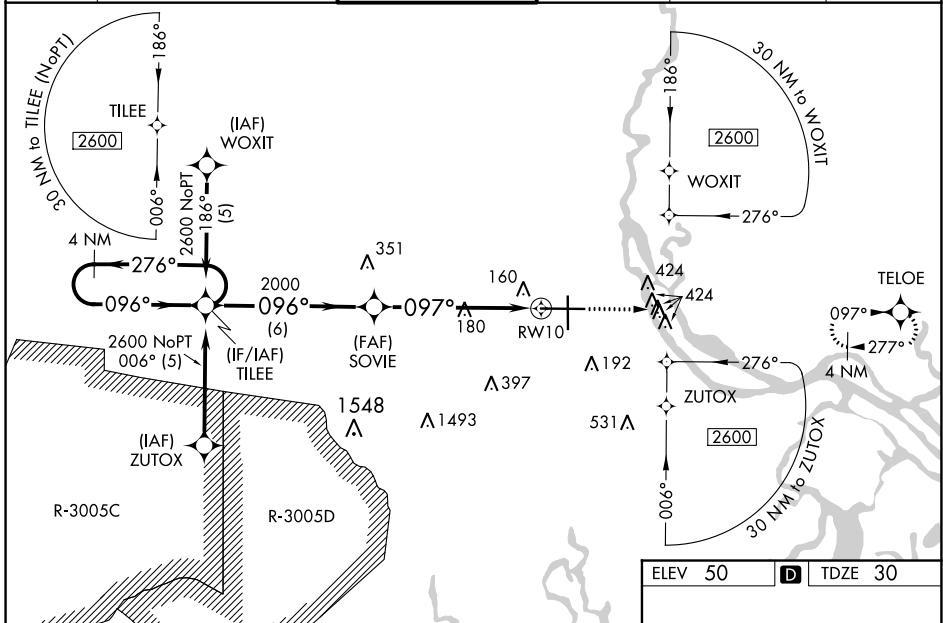 30 NM to TILEE (NoPT)
186°
TILEE
2600
006°
(IAF)
WOXIT
2600 NoPT
186°
(5)
4 NM
276°
096°
2000
096°
(6)
(IF/IAF)
TILEE
2600 NoPT
006° (5)
(IAF)
ZUTOX
R-3005C
R-3005D
351
(FAF)
SOVIE
097°
180
160
RW10
1548
1493
397
192
531
424
424
186°
30 NM to WOXIT
2600
WOXIT
276°
TELOE
097°
277°
4 NM
276°
ZUTOX
2600
006°
30 NM to ZUTOX
ELEV 50 D TDZE 30